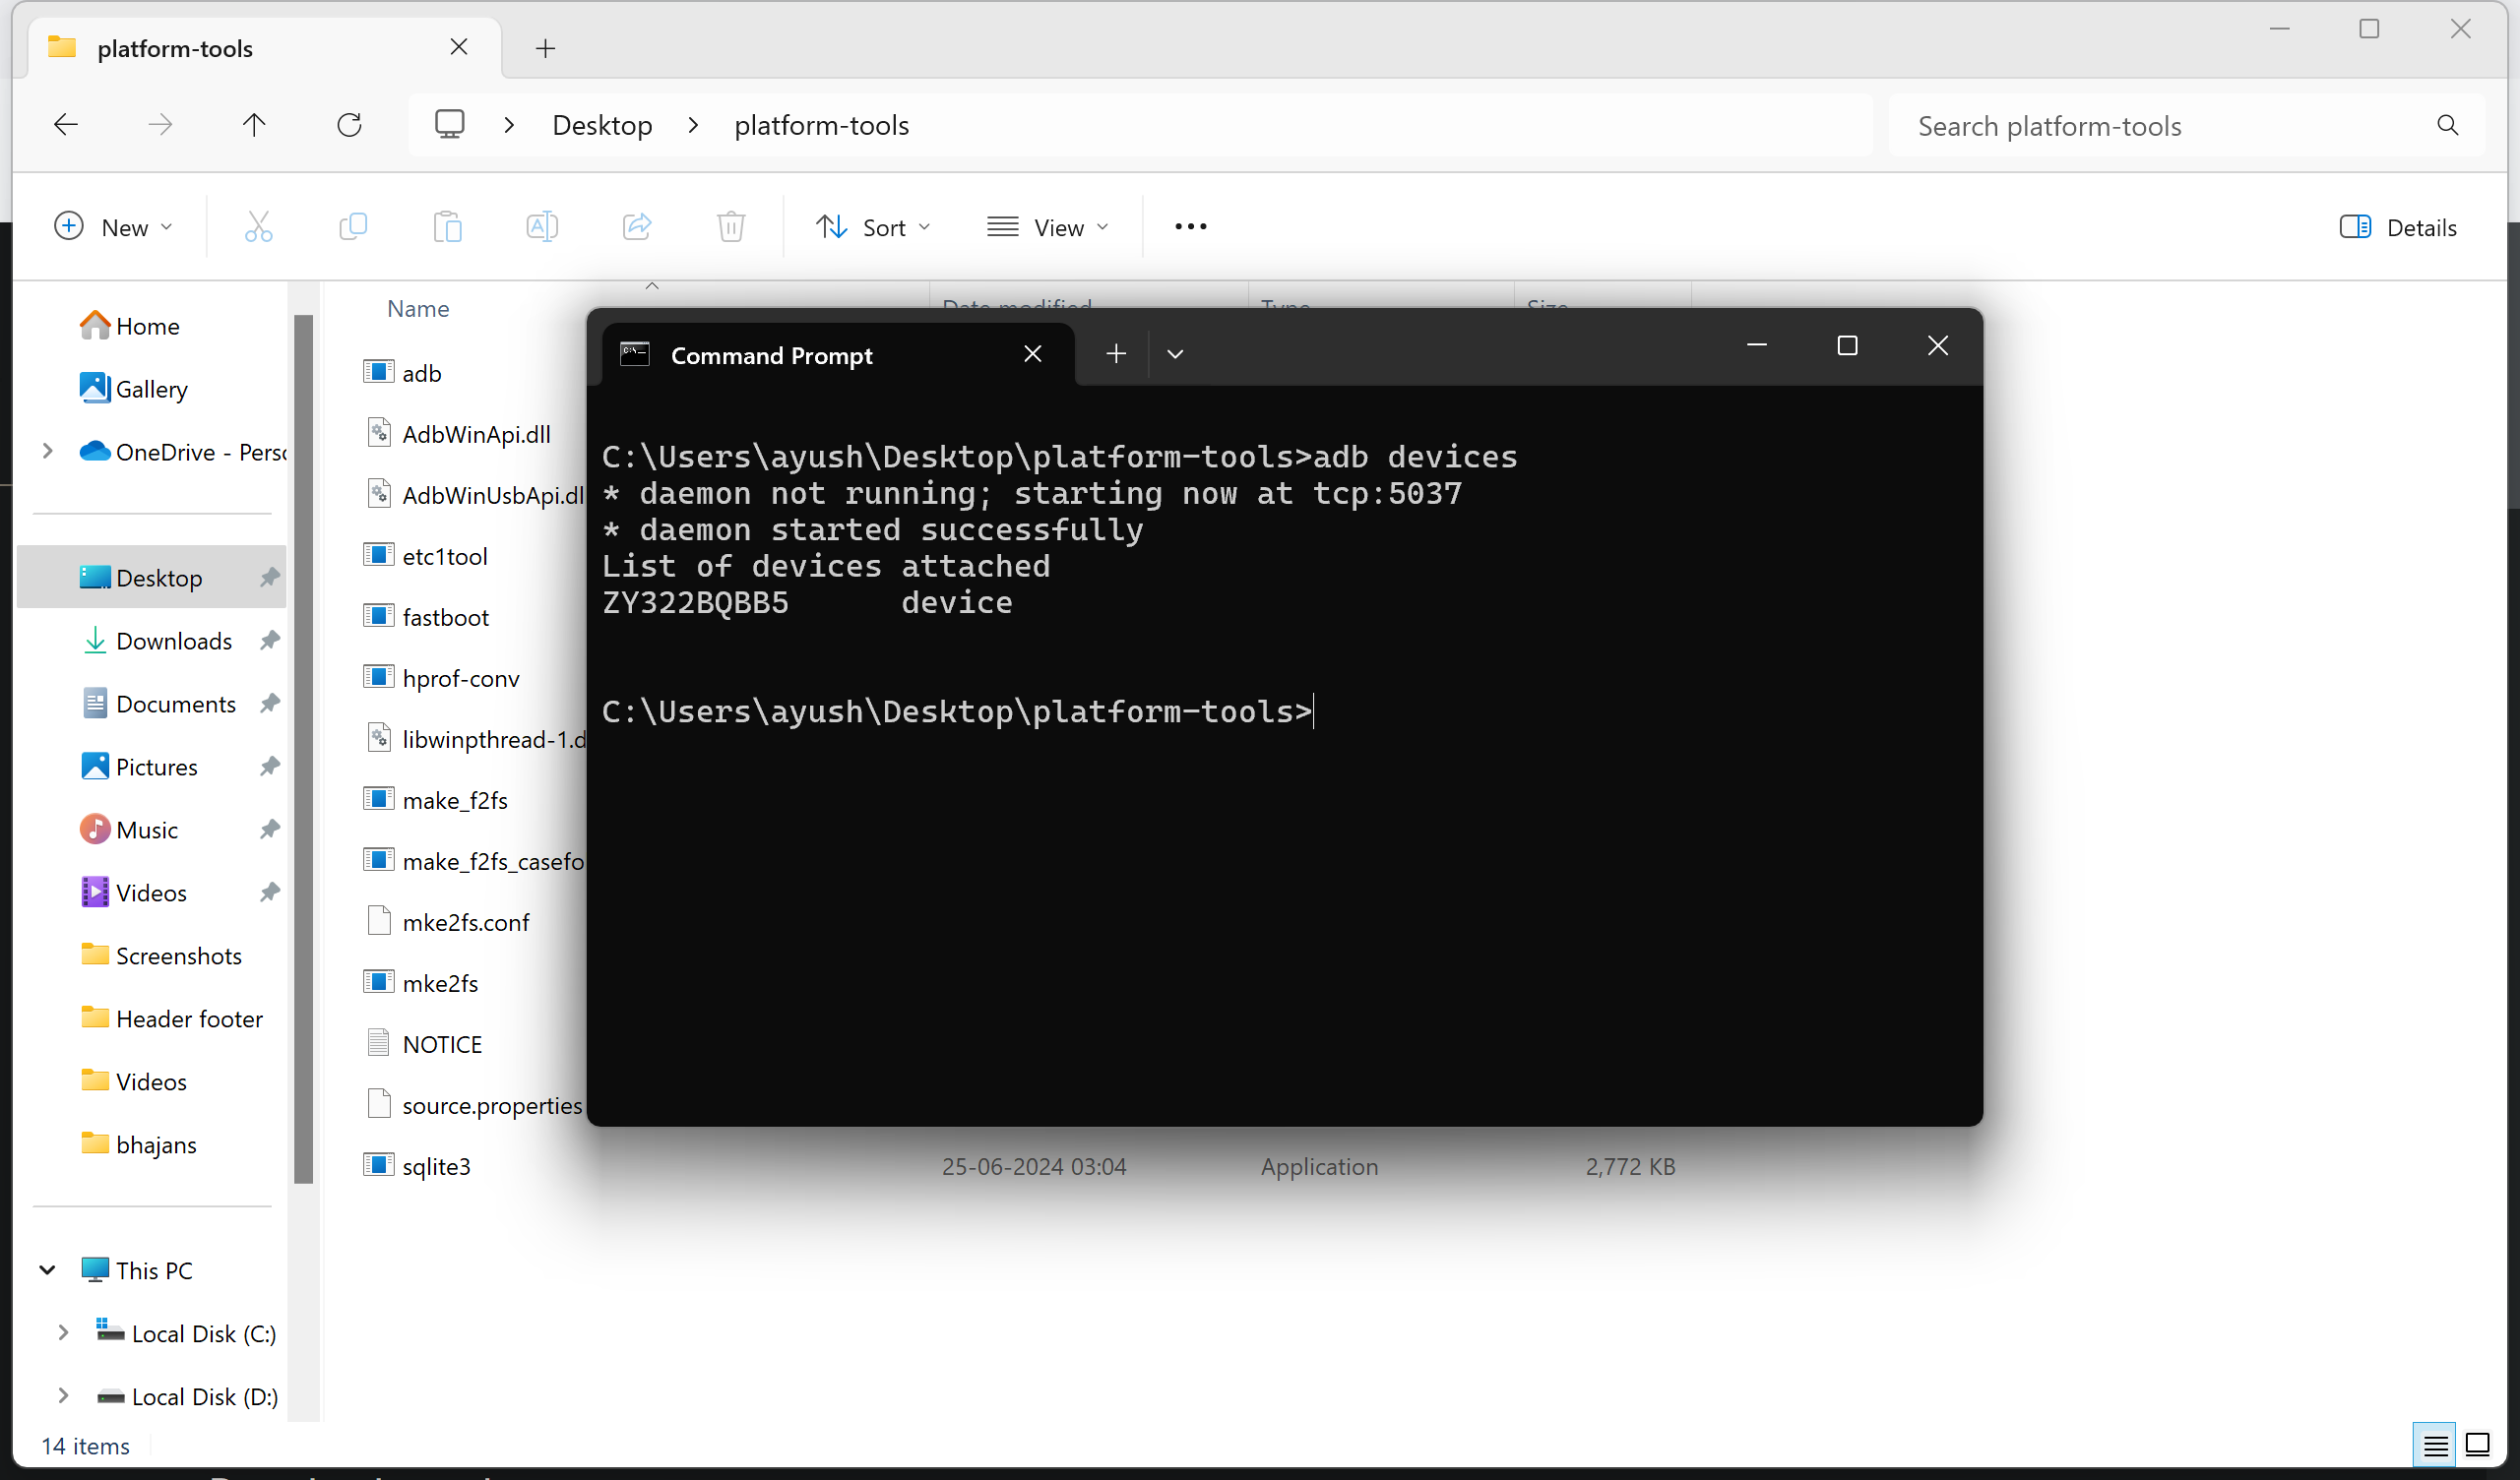 platform-tools
Desktop > platform-tools
Search platform-tools
New
Sort
View
Details
Home
Gallery
OneDrive - Pers
Desktop
Downloads
Documents
Pictures
Music
Videos
Screenshots
Header footer
Videos
bhajans
This PC
Local Disk (C:)
Local Disk (D:)
14 items
Name
Date modified
Type
Size
adb
AdbWinApi.dll
AdbWinUsbApi.dl
etc1tool
fastboot
hprof-conv
libwinpthread-1.d
make_f2fs
make_f2fs_casefo
mke2fs.conf
mke2fs
NOTICE
source.properties
sqlite3
25-06-2024 03:04
Application
2,772 KB
Command Prompt
C:\Users\ayush\Desktop\platform-tools>adb devices
* daemon not running; starting now at tcp:5037
* daemon started successfully
List of devices attached
ZY322BQBB5 device
C:\Users\ayush\Desktop\platform-tools>